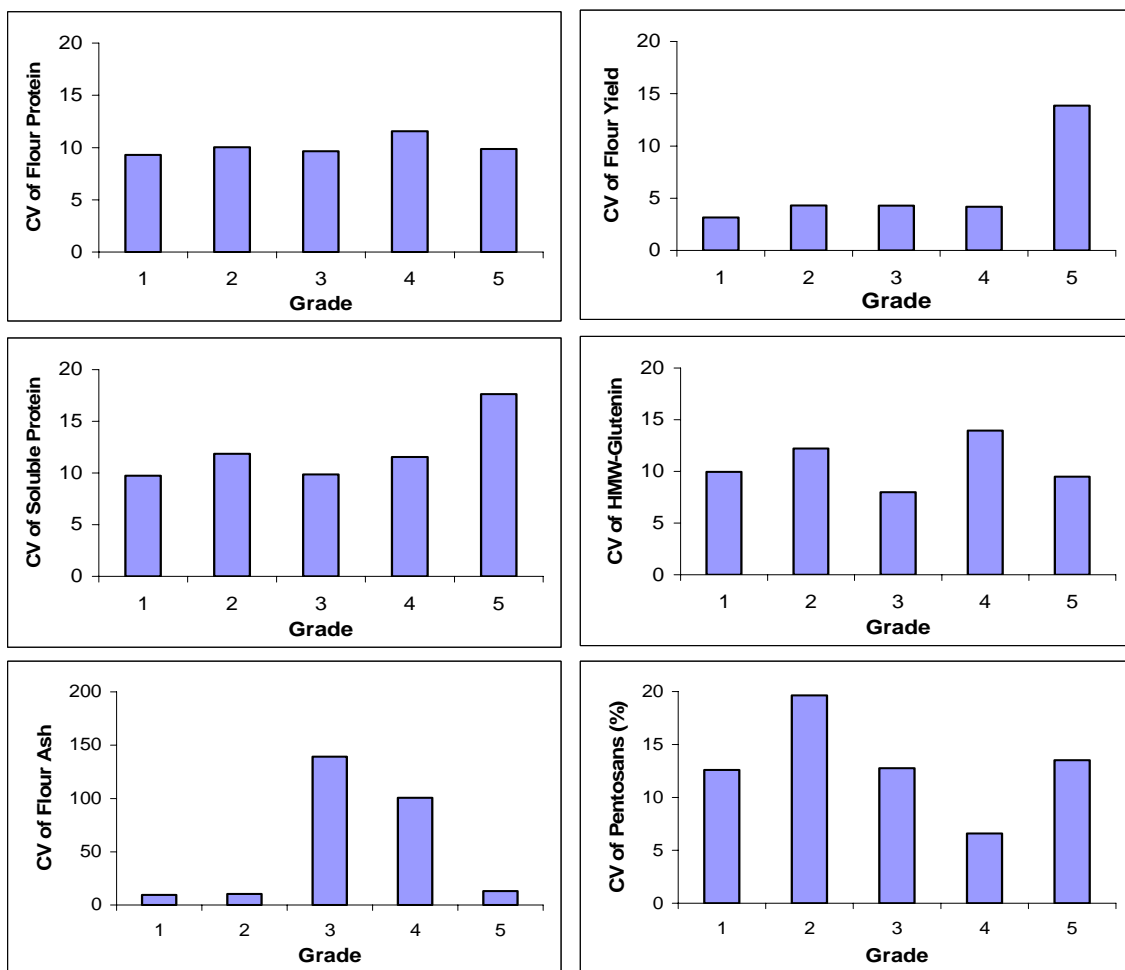 CV of Flour Protein
20
15
10
5
0
1 2 3 4 5
Grade
CV of Flour Yield
20
15
10
5
0
1 2 3 4 5
Grade
CV of Soluble Protein
20
15
10
5
0
1 2 3 4 5
Grade
CV of HMW-Glutenin
20
15
10
5
0
1 2 3 4 5
Grade
CV of Flour Ash
200
150
100
50
0
1 2 3 4 5
Grade
CV of Pentosans (%)
20
15
10
5
0
1 2 3 4 5
Grade